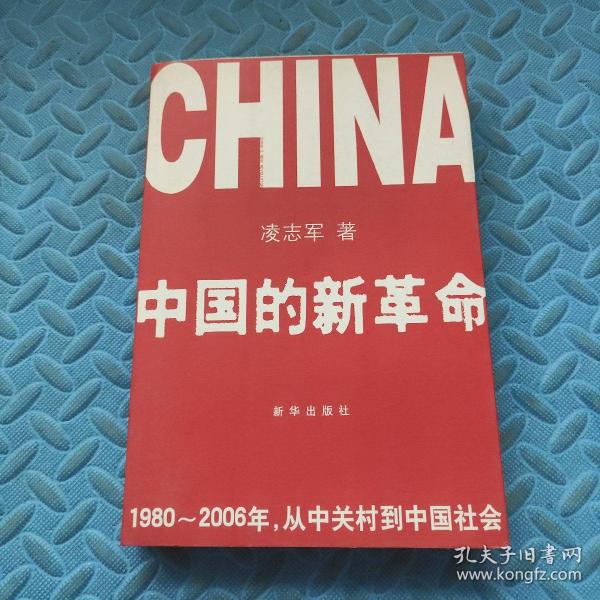 CHINA
凌志军 著
中国的新革命
新华出版社
1980～2006年，从中关村到中国社会
孔夫子旧书网
www.kongfz.com